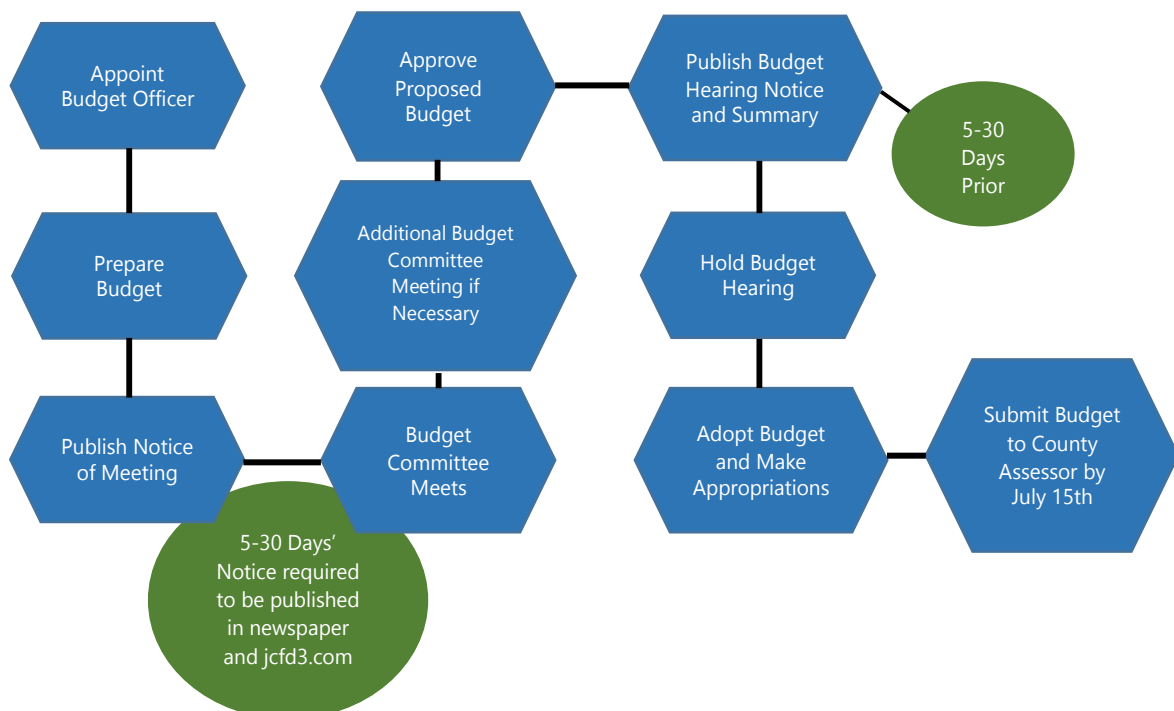 Appoint
Budget Officer
Prepare
Budget
Publish Notice
of Meeting
5-30 Days’
Notice required
to be published
in newspaper
and jcfd3.com
Budget
Committee
Meets
Additional Budget
Committee
Meeting if
Necessary
Approve
Proposed
Budget
Publish Budget
Hearing Notice
and Summary
5-30
Days
Prior
Hold Budget
Hearing
Adopt Budget
and Make
Appropriations
Submit Budget
to County
Assessor by
July 15th